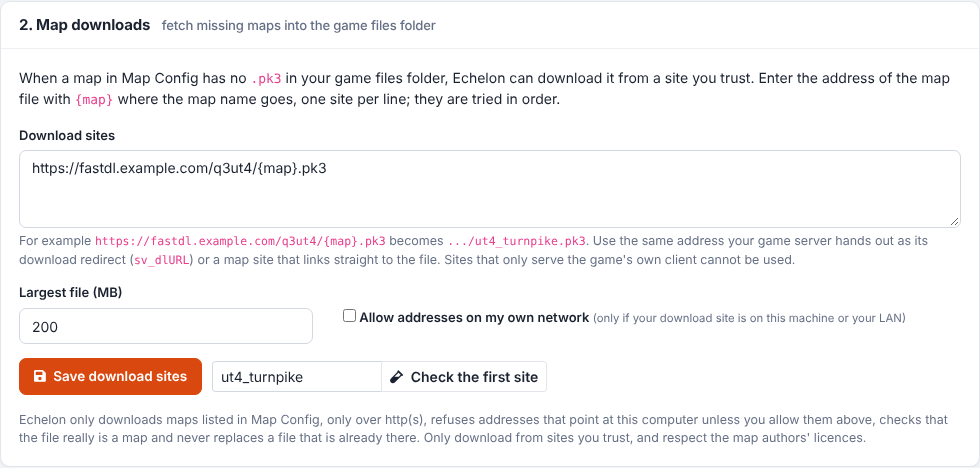 2. Map downloads fetch missing maps into the game files folder
When a map in Map Config has no .pk3 in your game files folder, Echelon can download it from a site you trust. Enter the address of the map
file with {map} where the map name goes, one site per line; they are tried in order.
Download sites
https://fastdl.example.com/q3ut4/{map}.pk3
For example https://fastdl.example.com/q3ut4/{map}.pk3 becomes .../ut4_turnpike.pk3. Use the same address your game server hands out as its
download redirect (sv_dlURL) or a map site that links straight to the file. Sites that only serve the game's own client cannot be used.
Largest file (MB)
200
Allow addresses on my own network (only if your download site is on this machine or your LAN)
Save download sites ut4_turnpike Check the first site
Echelon only downloads maps listed in Map Config, only over http(s), refuses addresses that point at this computer unless you allow them above, checks that
the file really is a map and never replaces a file that is already there. Only download from sites you trust, and respect the map authors' licences.